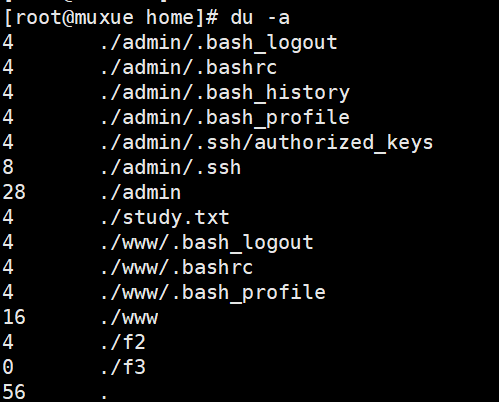 [root@muxue home]# du -a
4 ./admin/.bash_logout
4 ./admin/.bashrc
4 ./admin/.bash_history
4 ./admin/.bash_profile
4 ./admin/.ssh/authorized_keys
8 ./admin/.ssh
28 ./admin
4 ./study.txt
4 ./www/.bash_logout
4 ./www/.bashrc
4 ./www/.bash_profile
16 ./www
4 ./f2
0 ./f3
56 .